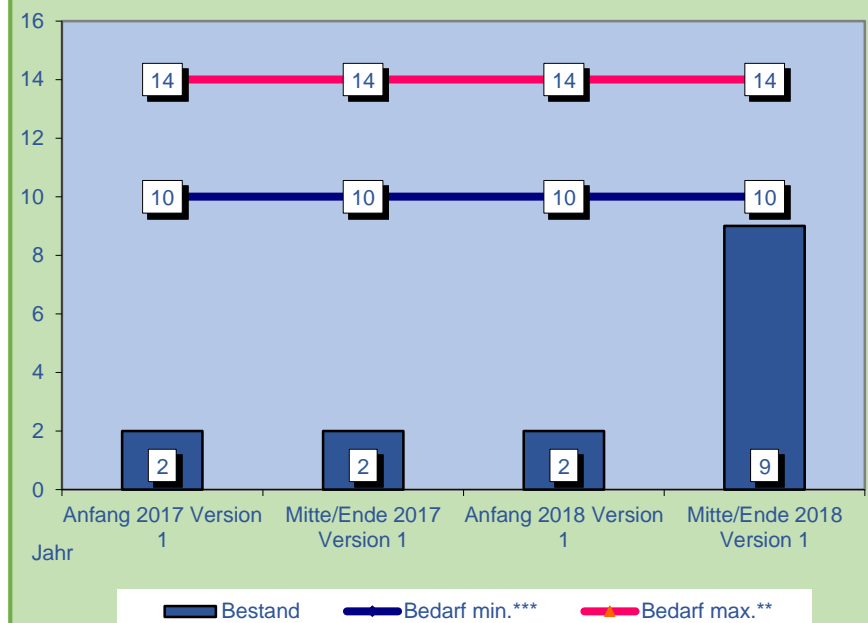 16
14
14
14
14
14
12
10
10
10
10
10
8
6
4
2
2
2
2
9
0
Anfang 2017 Version
1
Mitte/Ende 2017
Version 1
Anfang 2018 Version
1
Mitte/Ende 2018
Version 1
Jahr
Bestand
Bedarf min.***
Bedarf max.**